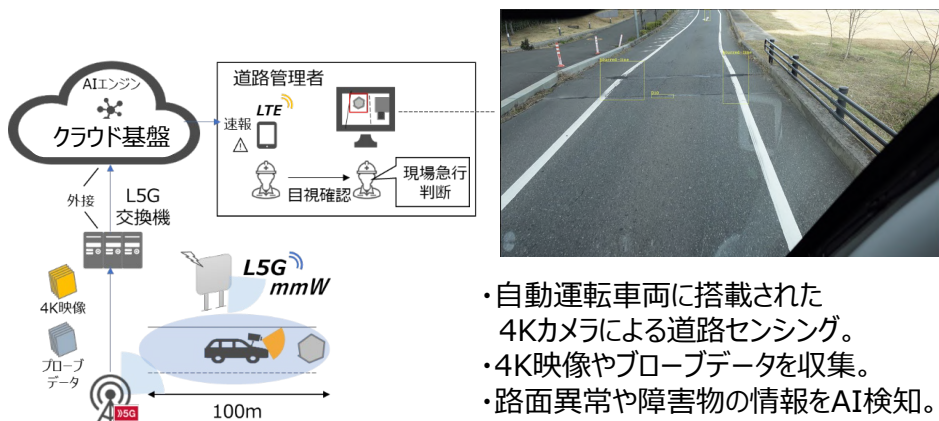 AIエンジン
クラウド基盤
外接
L5G
交換機
4K映像
プローブ
データ
)))5G
道路管理者
速報
LTE
目視確認
現場急行
判断
L5G
mmW
100m
・自動運転車両に搭載された
4Kカメラによる道路センシング。
・4K映像やブローブデータを収集。
・路面異常や障害物の情報をAI検知。